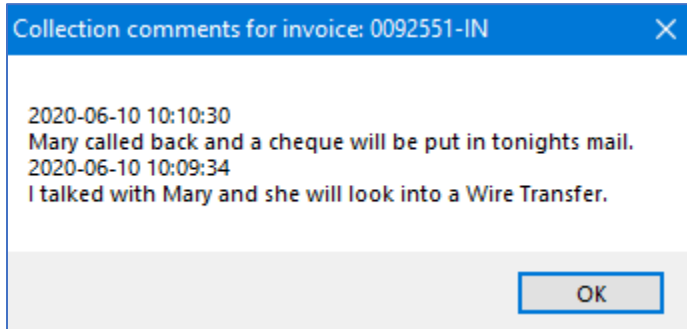 Collection comments for invoice: 0092551-IN
2020-06-10 10:10:30
Mary called back and a cheque will be put in tonights mail.
2020-06-10 10:09:34
I talked with Mary and she will look into a Wire Transfer.
OK